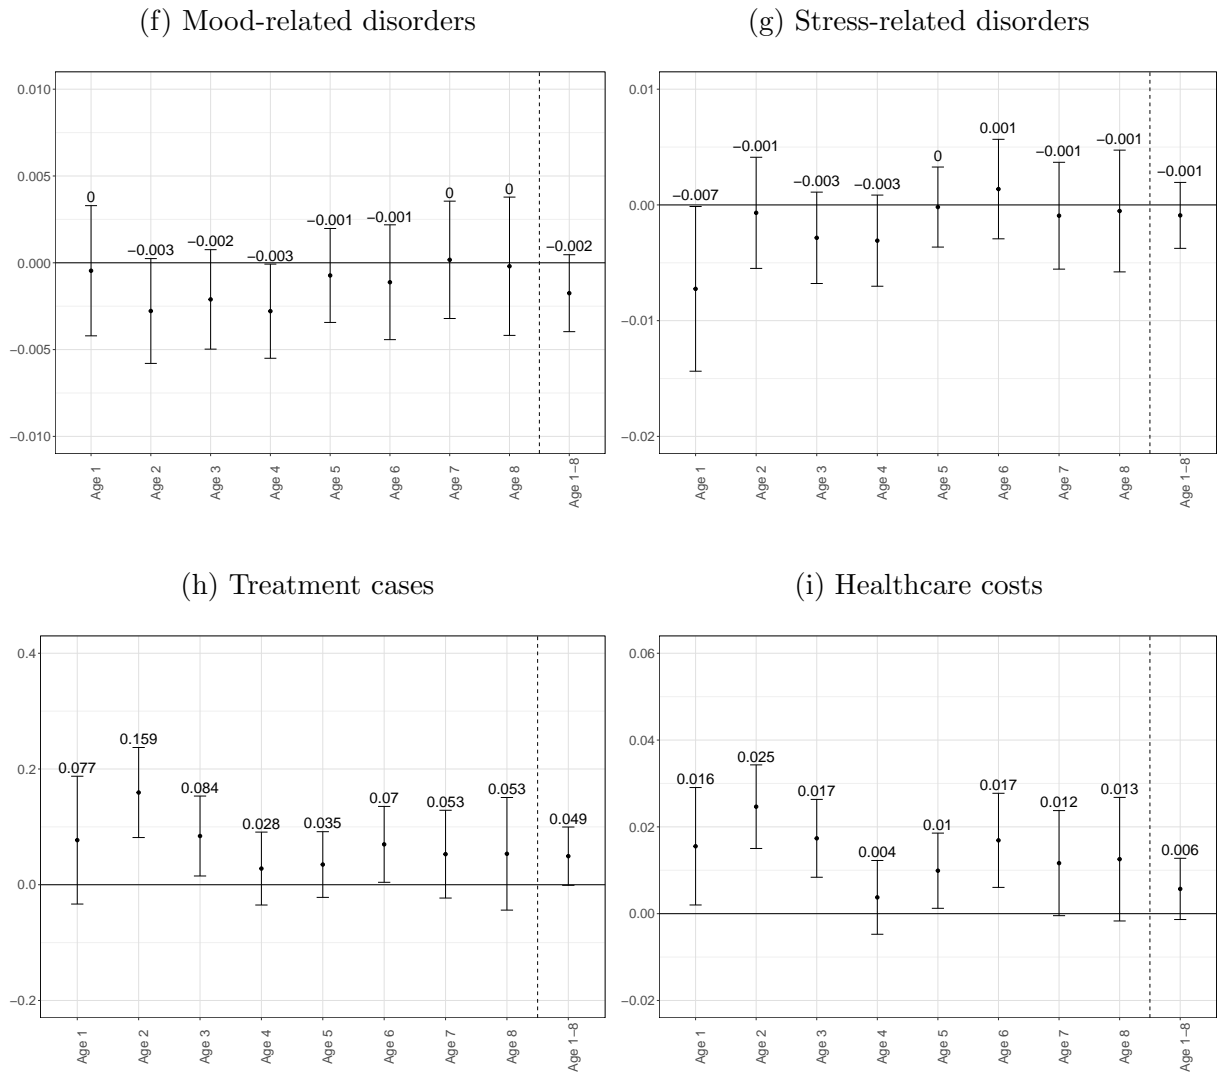 (f) Mood-related disorders
0.010
0.005
0.000
−0.005
−0.010
0
−0.003
−0.002
−0.003
−0.001
−0.001
0
0
−0.002
Age 1
Age 2
Age 3
Age 4
Age 5
Age 6
Age 7
Age 8
Age 1−8
(g) Stress-related disorders
0.01
0.00
−0.01
−0.02
−0.007
−0.001
−0.003
−0.003
0
0.001
−0.001
−0.001
−0.001
Age 1
Age 2
Age 3
Age 4
Age 5
Age 6
Age 7
Age 8
Age 1−8
(h) Treatment cases
0.4
0.2
0.0
−0.2
0.077
0.159
0.084
0.028
0.035
0.07
0.053
0.053
0.049
Age 1
Age 2
Age 3
Age 4
Age 5
Age 6
Age 7
Age 8
Age 1−8
(i) Healthcare costs
0.06
0.04
0.02
0.00
−0.02
0.016
0.025
0.017
0.004
0.01
0.017
0.012
0.013
0.006
Age 1
Age 2
Age 3
Age 4
Age 5
Age 6
Age 7
Age 8
Age 1−8